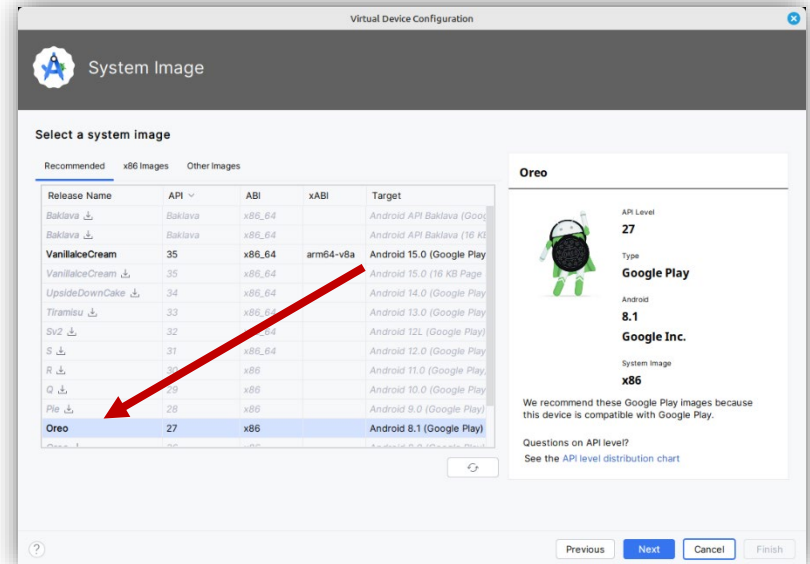 Virtual Device Configuration
System Image
Select a system image
Recommended x86 Images Other Images
Release Name API ABI xABI Target
Baklava Baklava x86_64 Android API Baklava (Goog
Baklava Baklava x86_64 Android API Baklava (16 KB
VanillaIceCream 35 x86_64 arm64-v8a Android 15.0 (Google Play
VanillaIceCream 35 x86_64 Android 15.0 (16 KB Page
UpsideDownCake 34 x86_64 Android 14.0 (Google Play
Tiramisu 33 x86_64 Android 13.0 (Google Play
Sv2 32 x86_64 Android 12L (Google Play)
S 31 x86_64 Android 12.0 (Google Play
R 30 x86 Android 11.0 (Google Play
Q 29 x86 Android 10.0 (Google Play
Pie 28 x86 Android 9.0 (Google Play)
Oreo 27 x86 Android 8.1 (Google Play)
Oreo
API Level
27
Type
Google Play
Android
8.1
Google Inc.
System Image
x86
We recommend these Google Play images because
this device is compatible with Google Play.
Questions on API level?
See the API level distribution chart
? Previous Next Cancel Finish